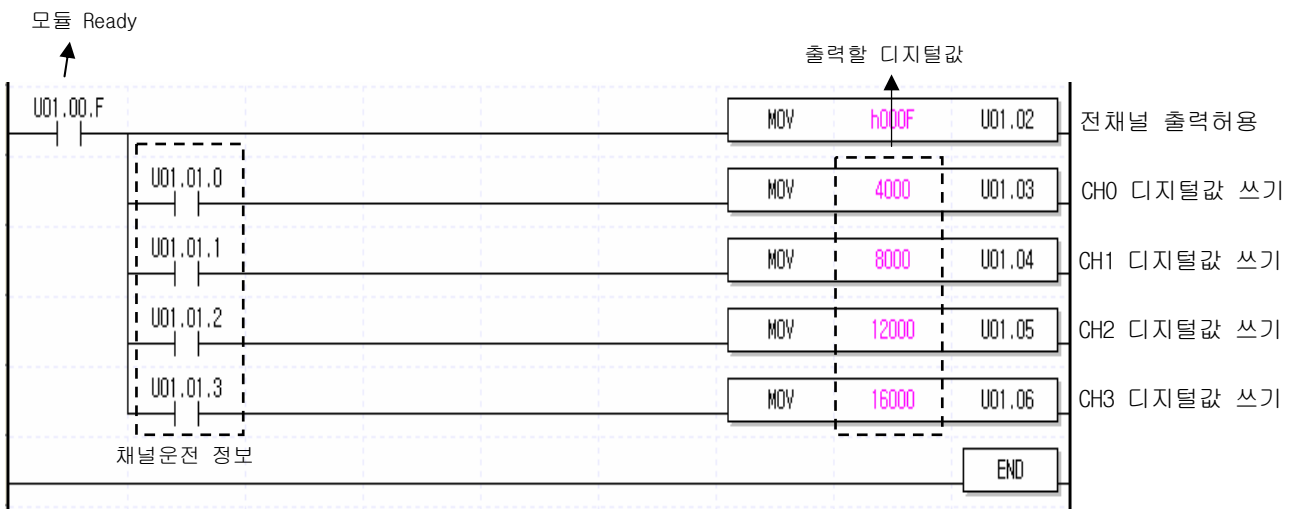 모듈 Ready
출력할 디지털값
U01.00.F MOV h000F U01.02 전채널 출력허용
U01.01.0 MOV 4000 U01.03 CH0 디지털값 쓰기
U01.01.1 MOV 8000 U01.04 CH1 디지털값 쓰기
U01.01.2 MOV 12000 U01.05 CH2 디지털값 쓰기
U01.01.3 MOV 16000 U01.06 CH3 디지털값 쓰기
채널운전 정보
END